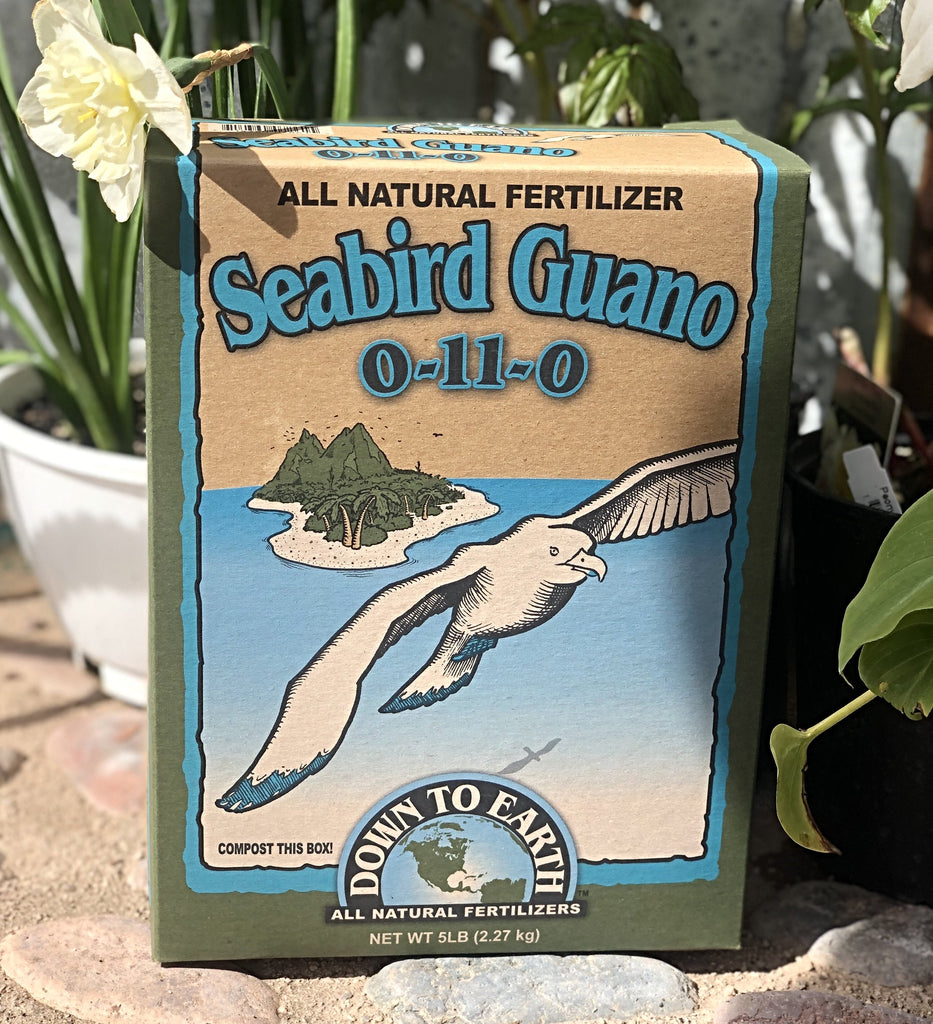 Seabird Guano
0-11-0
ALL NATURAL FERTILIZER
Seabird Guano
0-11-0
COMPOST THIS BOX!
DOWN TO EARTH
™
ALL NATURAL FERTILIZERS
NET WT 5LB (2.27 kg)